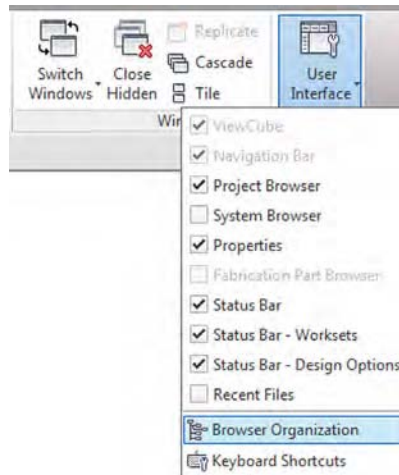 Replicate
Cascade
Tile
Switch
Windows
Close
Hidden
User
Interface
Wir
ViewCube
Navigation Bar
Project Browser
System Browser
Properties
Fabrication Part Browser
Status Bar
Status Bar - Worksets
Status Bar - Design Options
Recent Files
Browser Organization
Keyboard Shortcuts